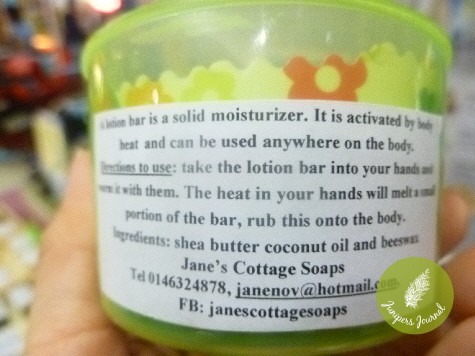 A lotion bar is a solid moisturizer. It is activated by body
heat and can be used anywhere on the body.
Directions to use: take the lotion bar into your hands and
warm it with them. The heat in your hands will melt a small
portion of the bar, rub this onto the body.
Ingredients: shea butter coconut oil and beeswax
Jane's Cottage Soaps
Tel 0146324878, janenov@hotmail.com
FB: janescottagesoaps
Junipers Journal